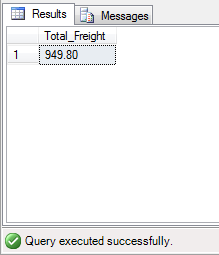 Results Messages
Total_Freight
1 949.80
Query executed successfully.